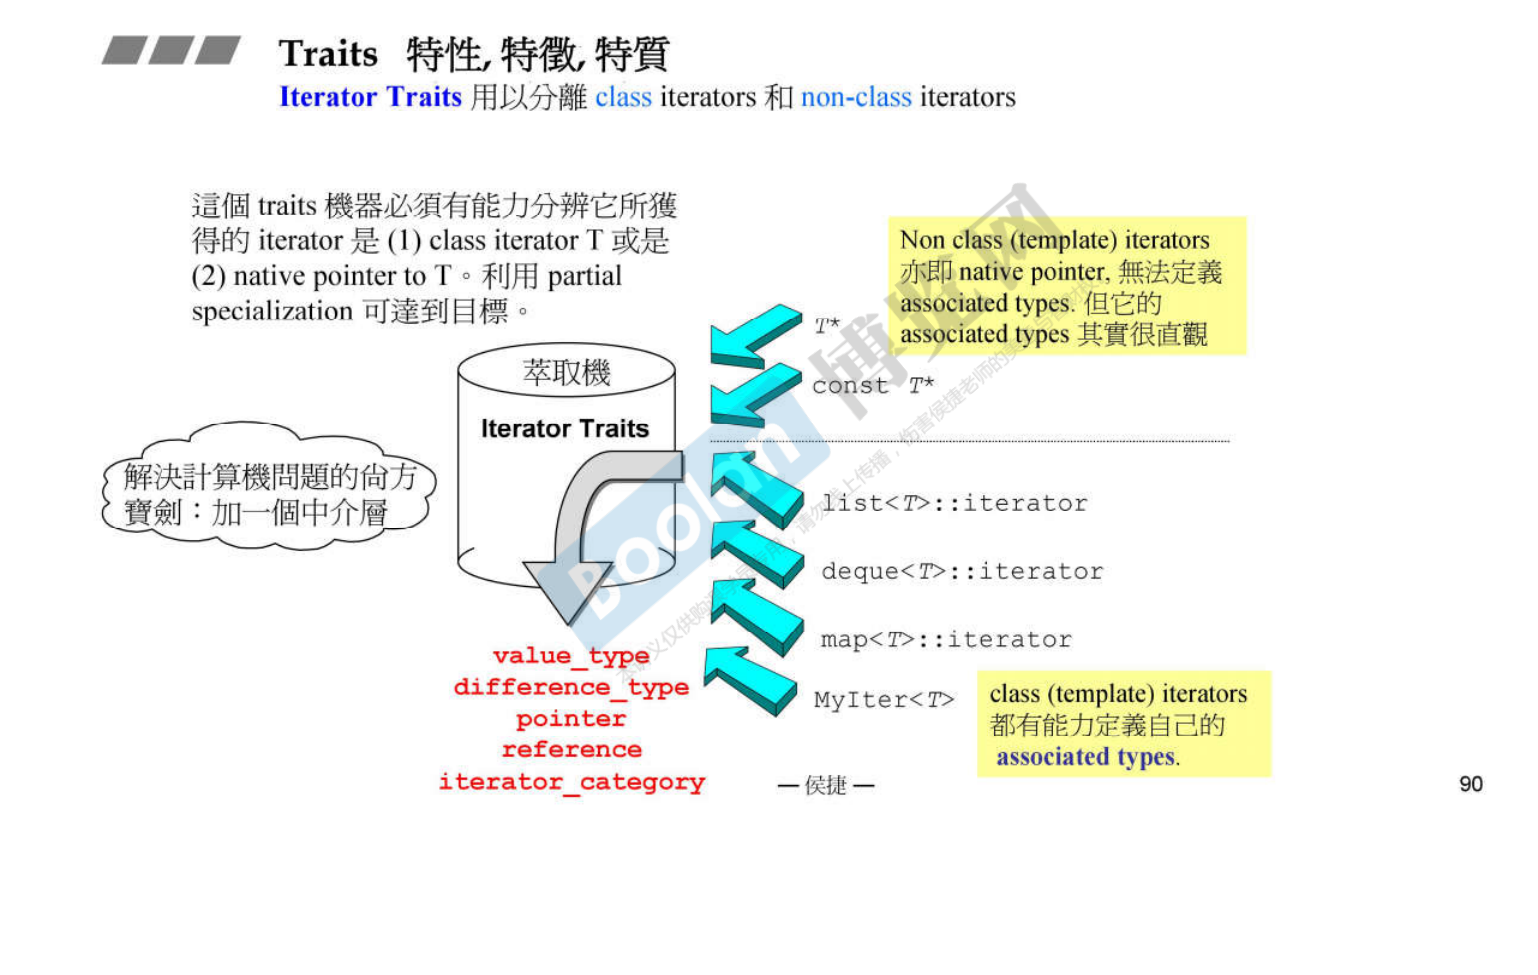 Traits 特性, 特徵, 特質
Iterator Traits 用以分離 class iterators 和 non-class iterators
這個 traits 機器必須有能力分辨它所獲
得的 iterator 是 (1) class iterator T 或是
(2) native pointer to T。利用 partial
specialization 可達到目標。
Non class (template) iterators
亦即 native pointer, 無法定義
associated types. 但它的
associated types 其實很直觀
T*
const T*
萃取機
Iterator Traits
解決計算機問題的尚方
寶劍：加一個中介層
list<T>::iterator
deque<T>::iterator
map<T>::iterator
MyIter<T>
class (template) iterators
都有能力定義自己的
associated types.
value_type
difference_type
pointer
reference
iterator_category
— 侯捷 —
90
Boolan
博览网